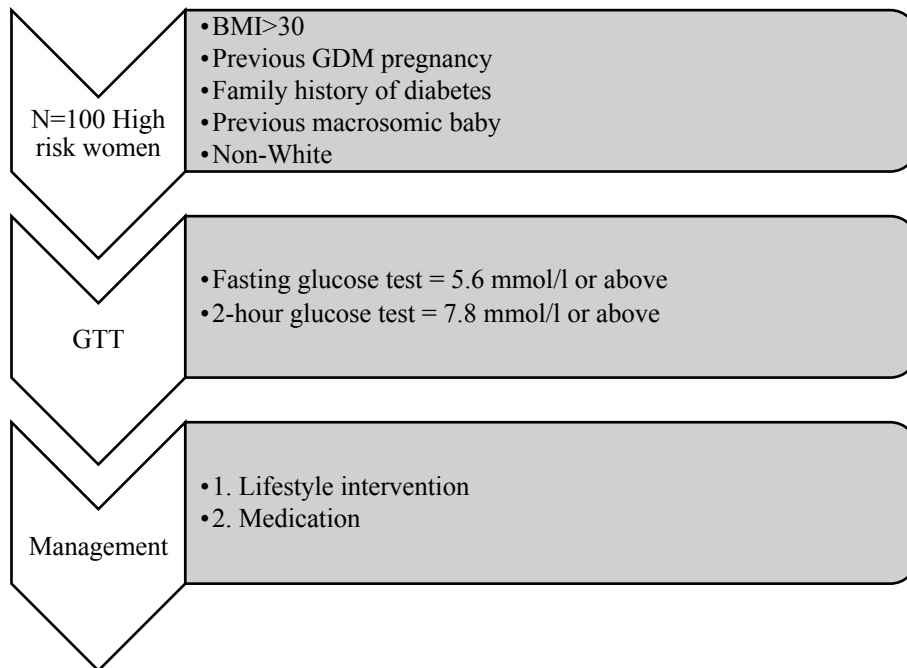 N=100 High
risk women
•BMI>30
•Previous GDM pregnancy
•Family history of diabetes
•Previous macrosomic baby
•Non-White
GTT
•Fasting glucose test = 5.6 mmol/l or above
•2-hour glucose test = 7.8 mmol/l or above
Management
•1. Lifestyle intervention
•2. Medication